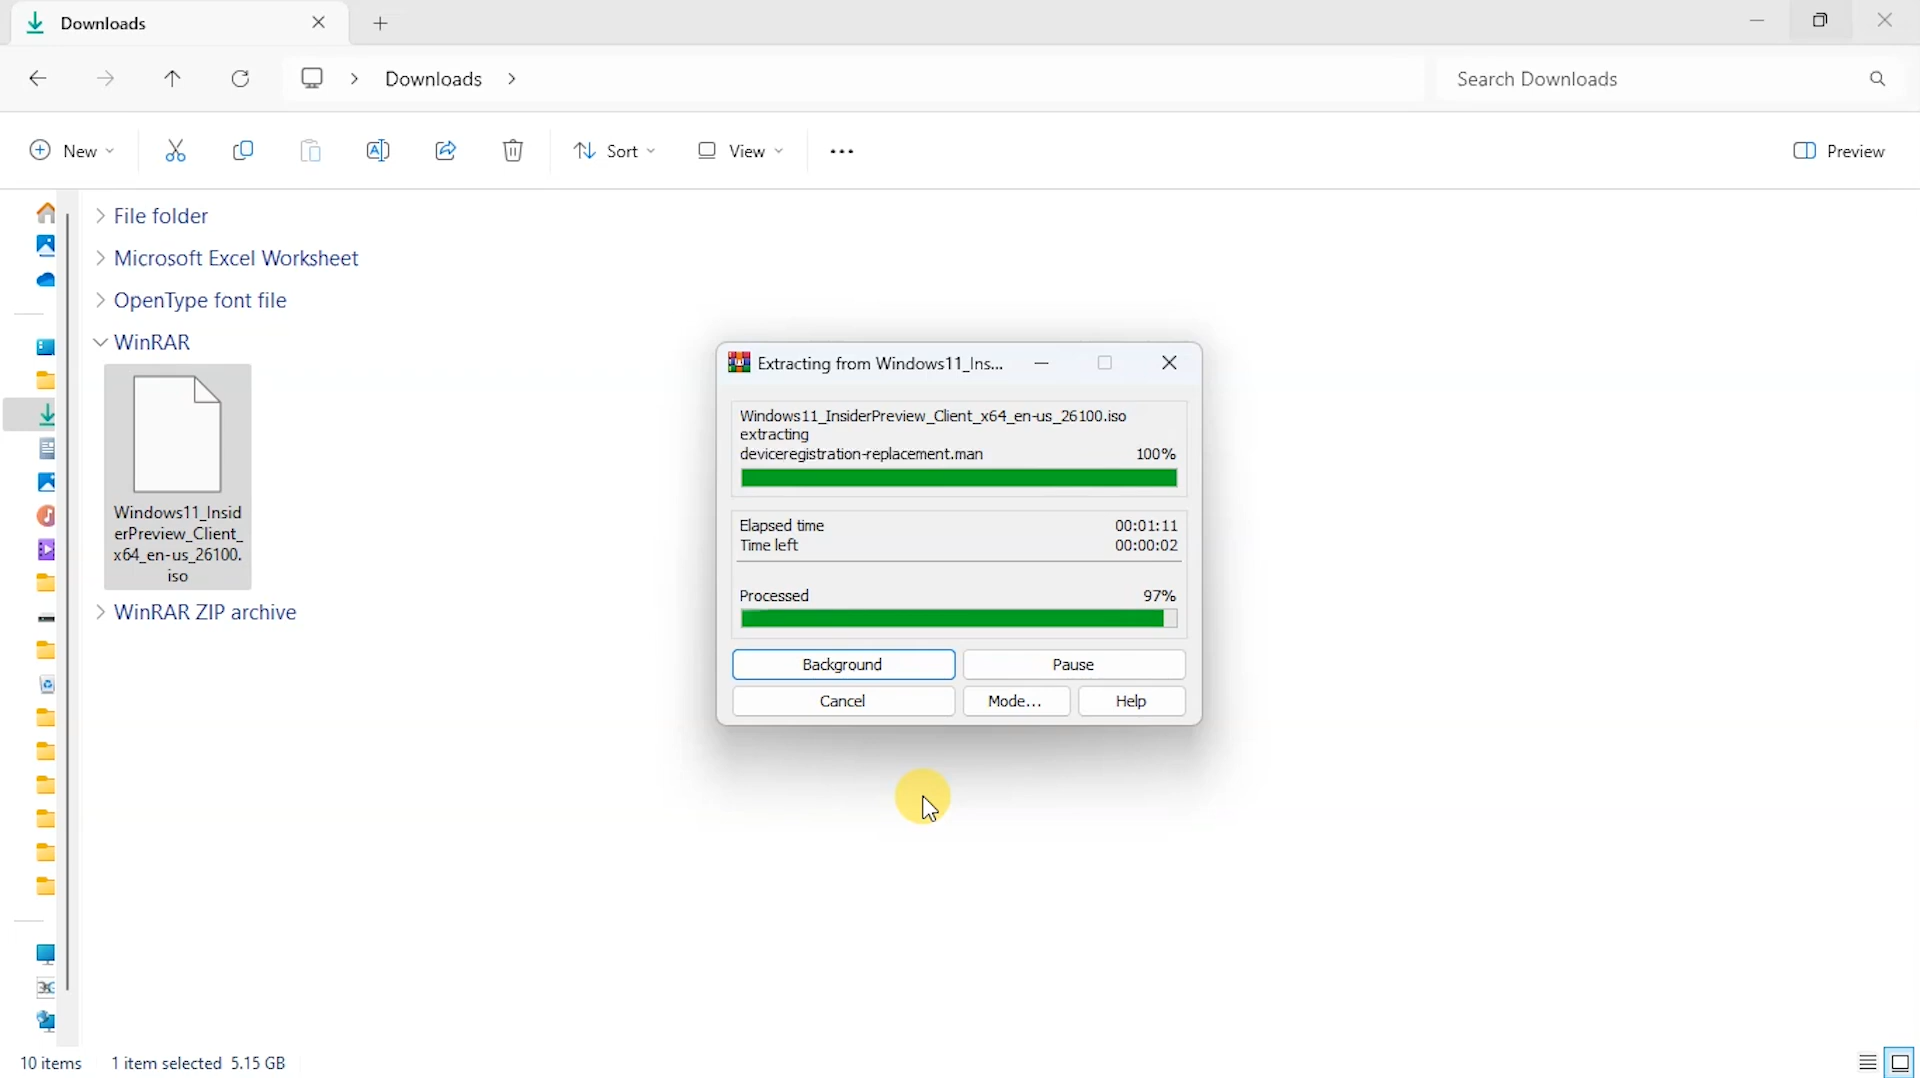 Downloads
Downloads
Search Downloads
New
Sort
View
Preview
File folder
Microsoft Excel Worksheet
OpenType font file
WinRAR
Windows11_Insid
erPreview_Client_
x64_en-us_26100.
iso
WinRAR ZIP archive
Extracting from Windows11_Ins...
Windows11_InsiderPreview_Client_x64_en-us_26100.iso
extracting
deviceregistration-replacement.man 100%
Elapsed time 00:01:11
Time left 00:00:02
Processed 97%
Background Pause
Cancel Mode... Help
10 items 1 item selected 5.15 GB